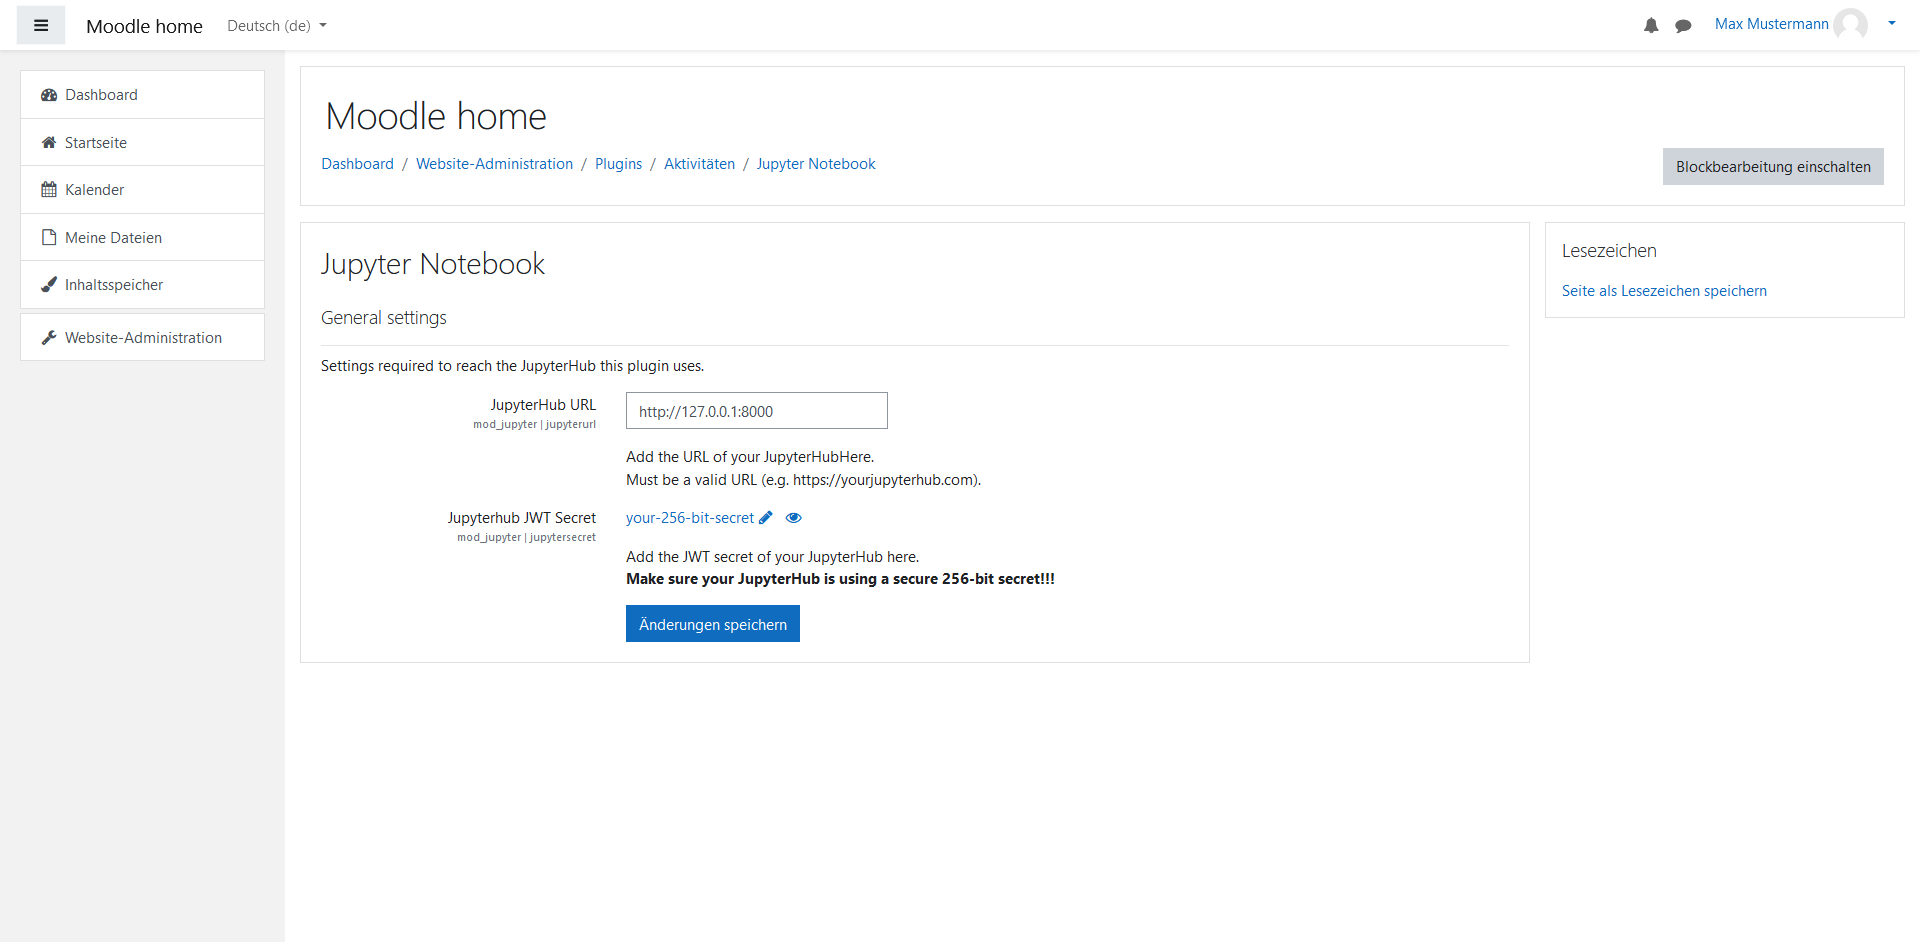 Moodle home
Deutsch (de)
Max Mustermann
Dashboard
Startseite
Kalender
Meine Dateien
Inhaltsspeicher
Website-Administration
Moodle home
Dashboard / Website-Administration / Plugins / Aktivitäten / Jupyter Notebook
Blockbearbeitung einschalten
Jupyter Notebook
General settings
Settings required to reach the JupyterHub this plugin uses.
JupyterHub URL
mod_jupyter | jupyterurl
http://127.0.0.1:8000
Add the URL of your JupyterHubHere.
Must be a valid URL (e.g. https://yourjupyterhub.com).
Jupyterhub JWT Secret
mod_jupyter | jupytersecret
your-256-bit-secret
Add the JWT secret of your JupyterHub here.
Make sure your JupyterHub is using a secure 256-bit secret!!!
Änderungen speichern
Lesezeichen
Seite als Lesezeichen speichern